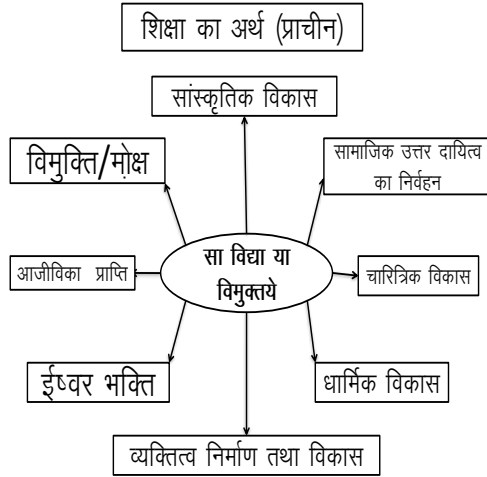 शिक्षा का अर्थ (प्राचीन)
सांस्कृतिक विकास
विमुक्ति/मो़क्ष
सामाजिक उत्तर दायित्व
का निर्वहन
सा विद्या या
विमुक्तये
आजीविका प्राप्ति
चारित्रिक विकास
ईष्वर भक्ति
धार्मिक विकास
व्यक्तित्व निर्माण तथा विकास